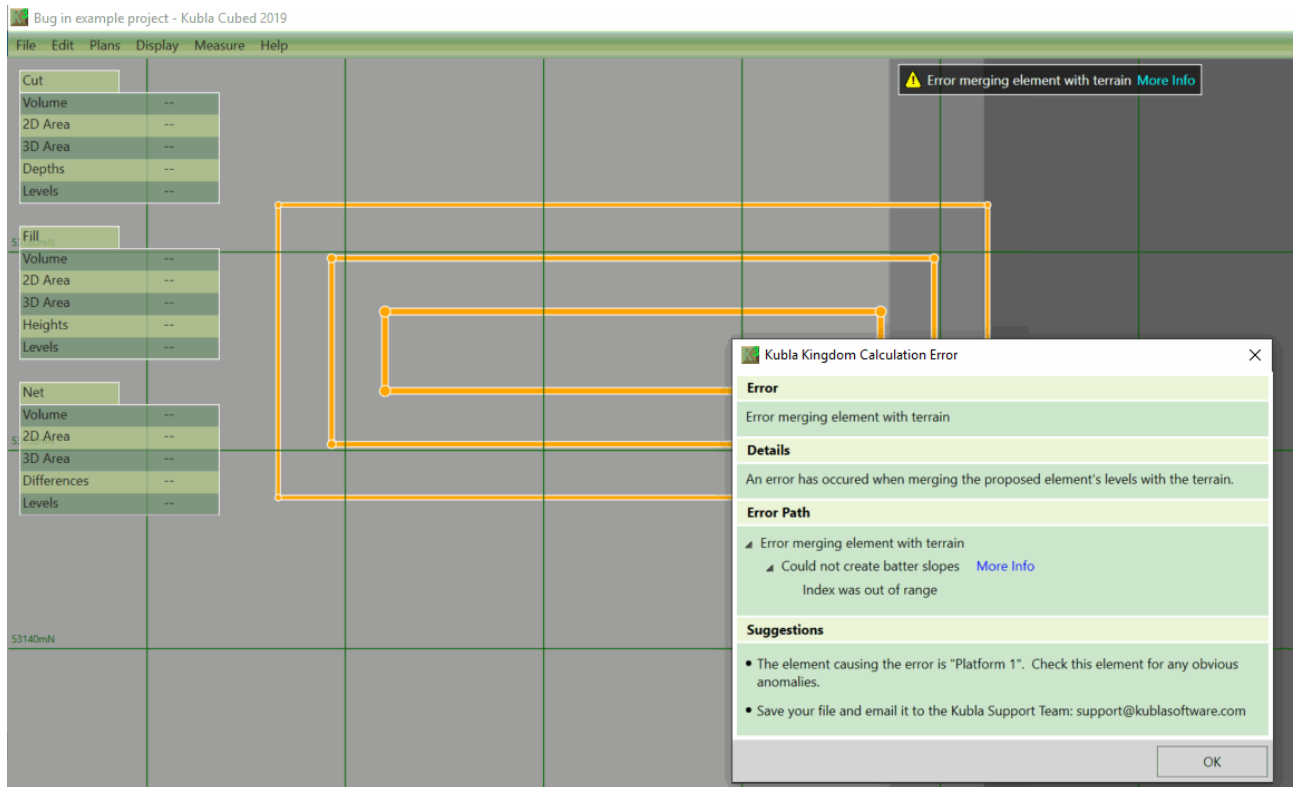 Bug in example project - Kubla Cubed 2019
File Edit Plans Display Measure Help
Error merging element with terrain More Info
Cut
Volume --
2D Area --
3D Area --
Depths --
Levels --
Fill
Volume --
2D Area --
3D Area --
Heights --
Levels --
Net
Volume --
2D Area --
3D Area --
Differences --
Levels --
53140mN
Kubla Kingdom Calculation Error
Error
Error merging element with terrain
Details
An error has occured when merging the proposed element's levels with the terrain.
Error Path
Error merging element with terrain
Could not create batter slopes More Info
Index was out of range
Suggestions
• The element causing the error is "Platform 1". Check this element for any obvious
anomalies.
• Save your file and email it to the Kubla Support Team: support@kublasoftware.com
OK